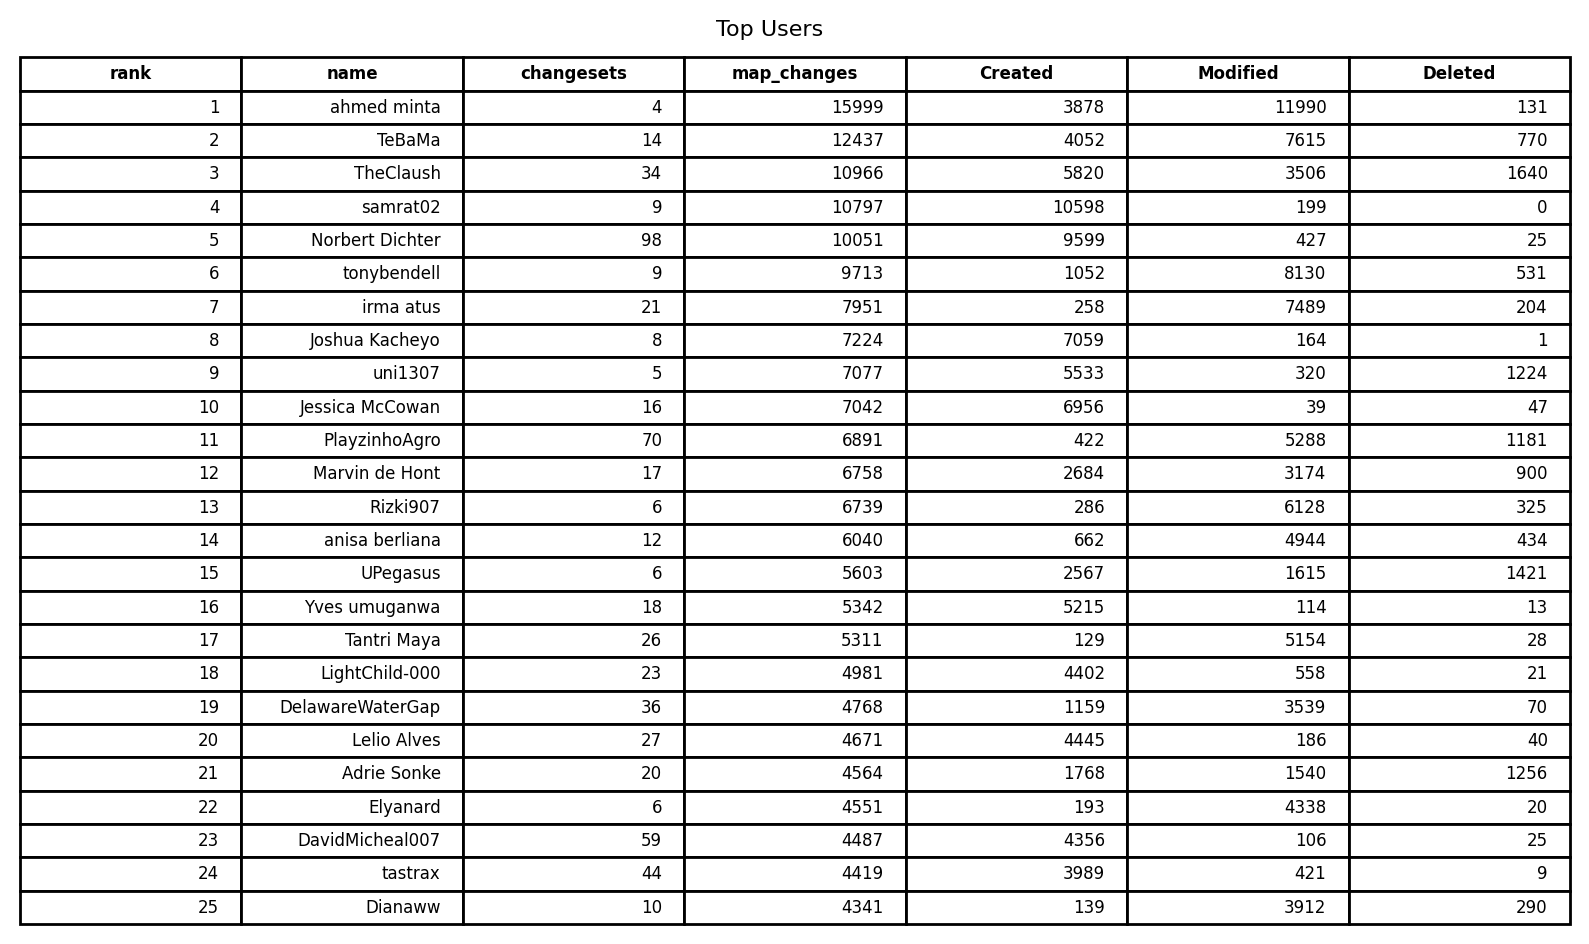 Top Users
rank name changesets map_changes Created Modified Deleted
1 ahmed minta 4 15999 3878 11990 131
2 TeBaMa 14 12437 4052 7615 770
3 TheClaush 34 10966 5820 3506 1640
4 samrat02 9 10797 10598 199 0
5 Norbert Dichter 98 10051 9599 427 25
6 tonybendell 9 9713 1052 8130 531
7 irma atus 21 7951 258 7489 204
8 Joshua Kacheyo 8 7224 7059 164 1
9 uni1307 5 7077 5533 320 1224
10 Jessica McCowan 16 7042 6956 39 47
11 PlayzinhoAgro 70 6891 422 5288 1181
12 Marvin de Hont 17 6758 2684 3174 900
13 Rizki907 6 6739 286 6128 325
14 anisa berliana 12 6040 662 4944 434
15 UPegasus 6 5603 2567 1615 1421
16 Yves umuganwa 18 5342 5215 114 13
17 Tantri Maya 26 5311 129 5154 28
18 LightChild-000 23 4981 4402 558 21
19 DelawareWaterGap 36 4768 1159 3539 70
20 Lelio Alves 27 4671 4445 186 40
21 Adrie Sonke 20 4564 1768 1540 1256
22 Elyanard 6 4551 193 4338 20
23 DavidMicheal007 59 4487 4356 106 25
24 tastrax 44 4419 3989 421 9
25 Dianaww 10 4341 139 3912 290